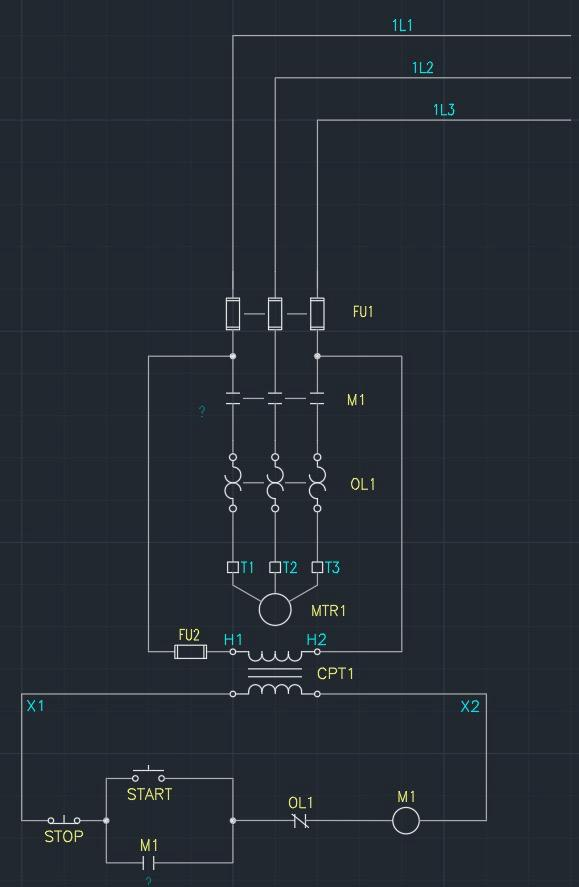 1L1
1L2
1L3
FU1
? M1
OL1
T1 T2 T3
MTR1
FU2 H1 H2
CPT1
X1 X2
START
OL1 M1
STOP
M1
?